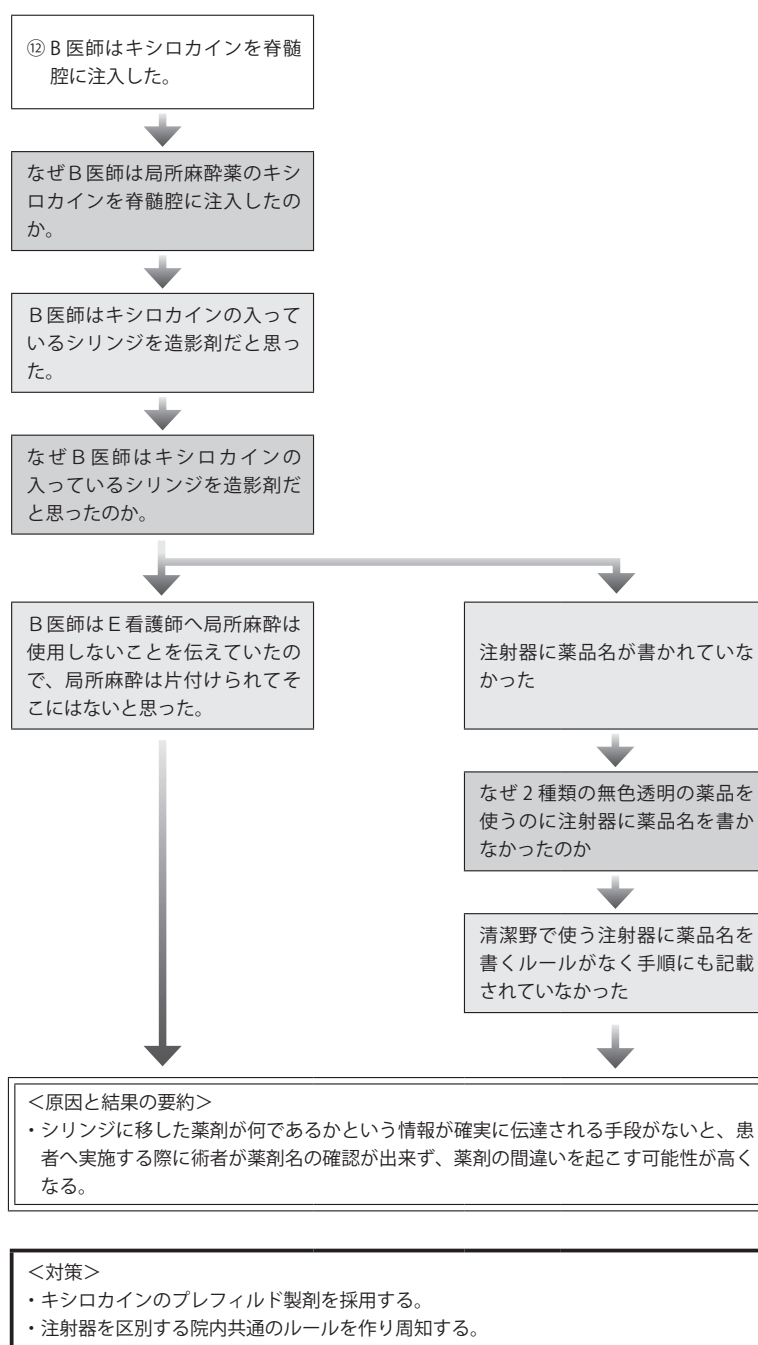 ⑫ B 医師はキシロカインを脊髄
腔に注入した。
なぜB医師は局所麻酔薬のキシ
ロカインを脊髄腔に注入したの
か。
B医師はキシロカインの入って
いるシリンジを造影剤だと思っ
た。
なぜB医師はキシロカインの
入っているシリンジを造影剤だ
と思ったのか。
B医師はE看護師へ局所麻酔は
使用しないことを伝えていたの
で、局所麻酔は片付けられてそ
こにはないと思った。
注射器に薬品名が書かれていな
かった
なぜ2種類の無色透明の薬品を
使うのに注射器に薬品名を書か
なかったのか
清潔野で使う注射器に薬品名を
書くルールがなく手順にも記載
されていなかった
＜原因と結果の要約＞
・シリンジに移した薬剤が何であるかという情報が確実に伝達される手段がないと、患
者へ実施する際に術者が薬剤名の確認が出来ず、薬剤の間違いを起こす可能性が高く
なる。
＜対策＞
・キシロカインのプレフィルド製剤を採用する。
・注射器を区別する院内共通のルールを作り周知する。